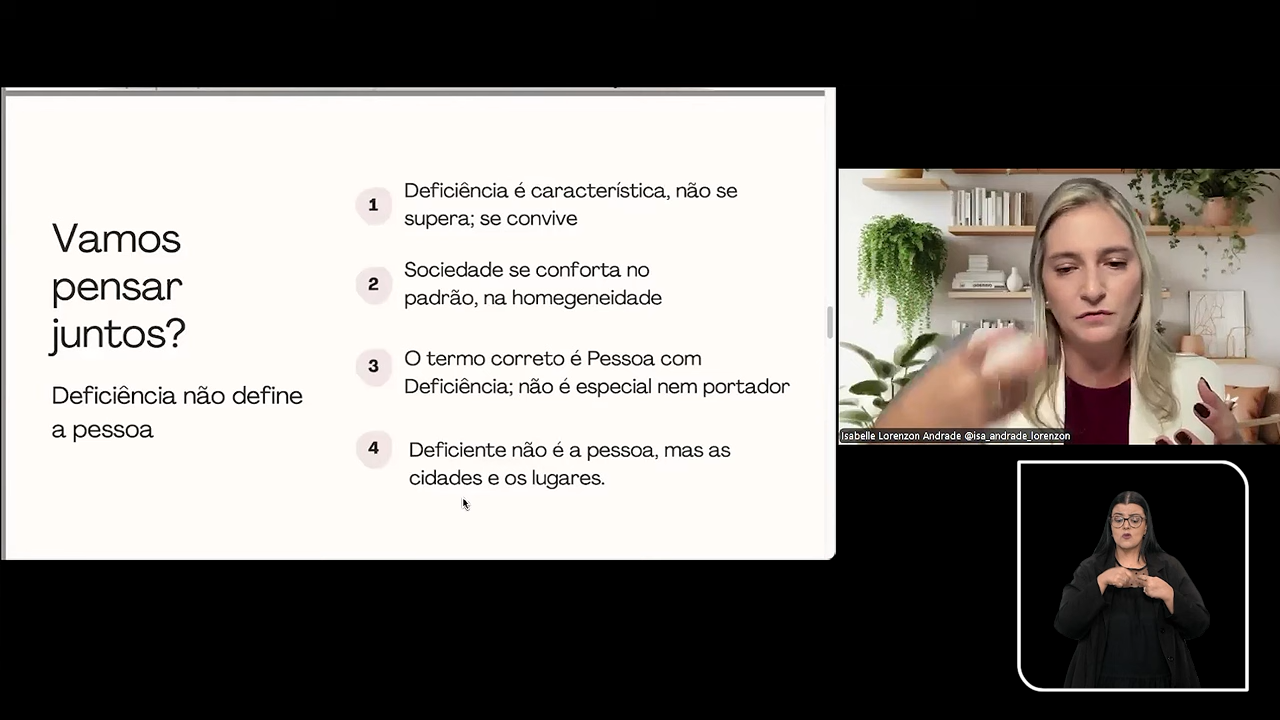 Vamos
pensar
juntos?
Deficiência não define
a pessoa
1
Deficiência é característica, não se
supera; se convive
2
Sociedade se conforta no
padrão, na homegeneidade
3
O termo correto é Pessoa com
Deficiência; não é especial nem portador
4
Deficiente não é a pessoa, mas as
cidades e os lugares.
Isabelle Lorenzon Andrade @isa_andrade_lorenzon